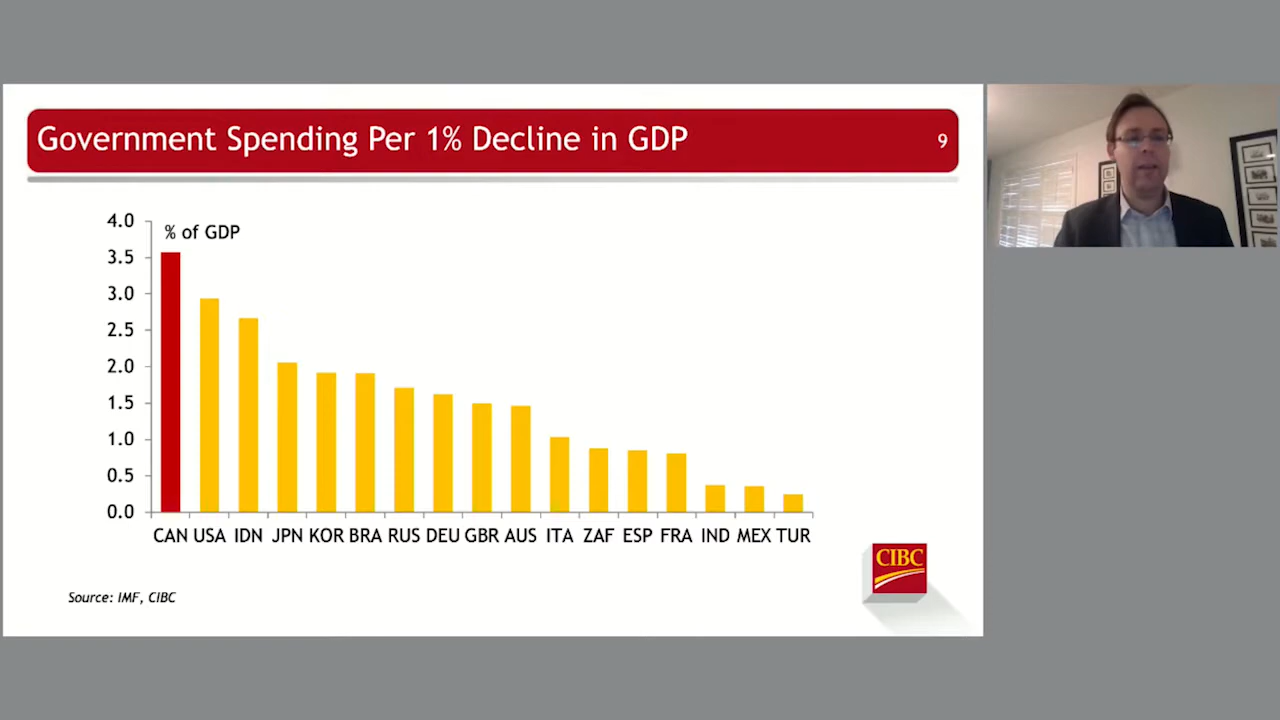 Government Spending Per 1% Decline in GDP
9
% of GDP
4.0
3.5
3.0
2.5
2.0
1.5
1.0
0.5
0.0
CAN USA IDN JPN KOR BRA RUS DEU GBR AUS ITA ZAF ESP FRA IND MEX TUR
CIBC
Source: IMF, CIBC